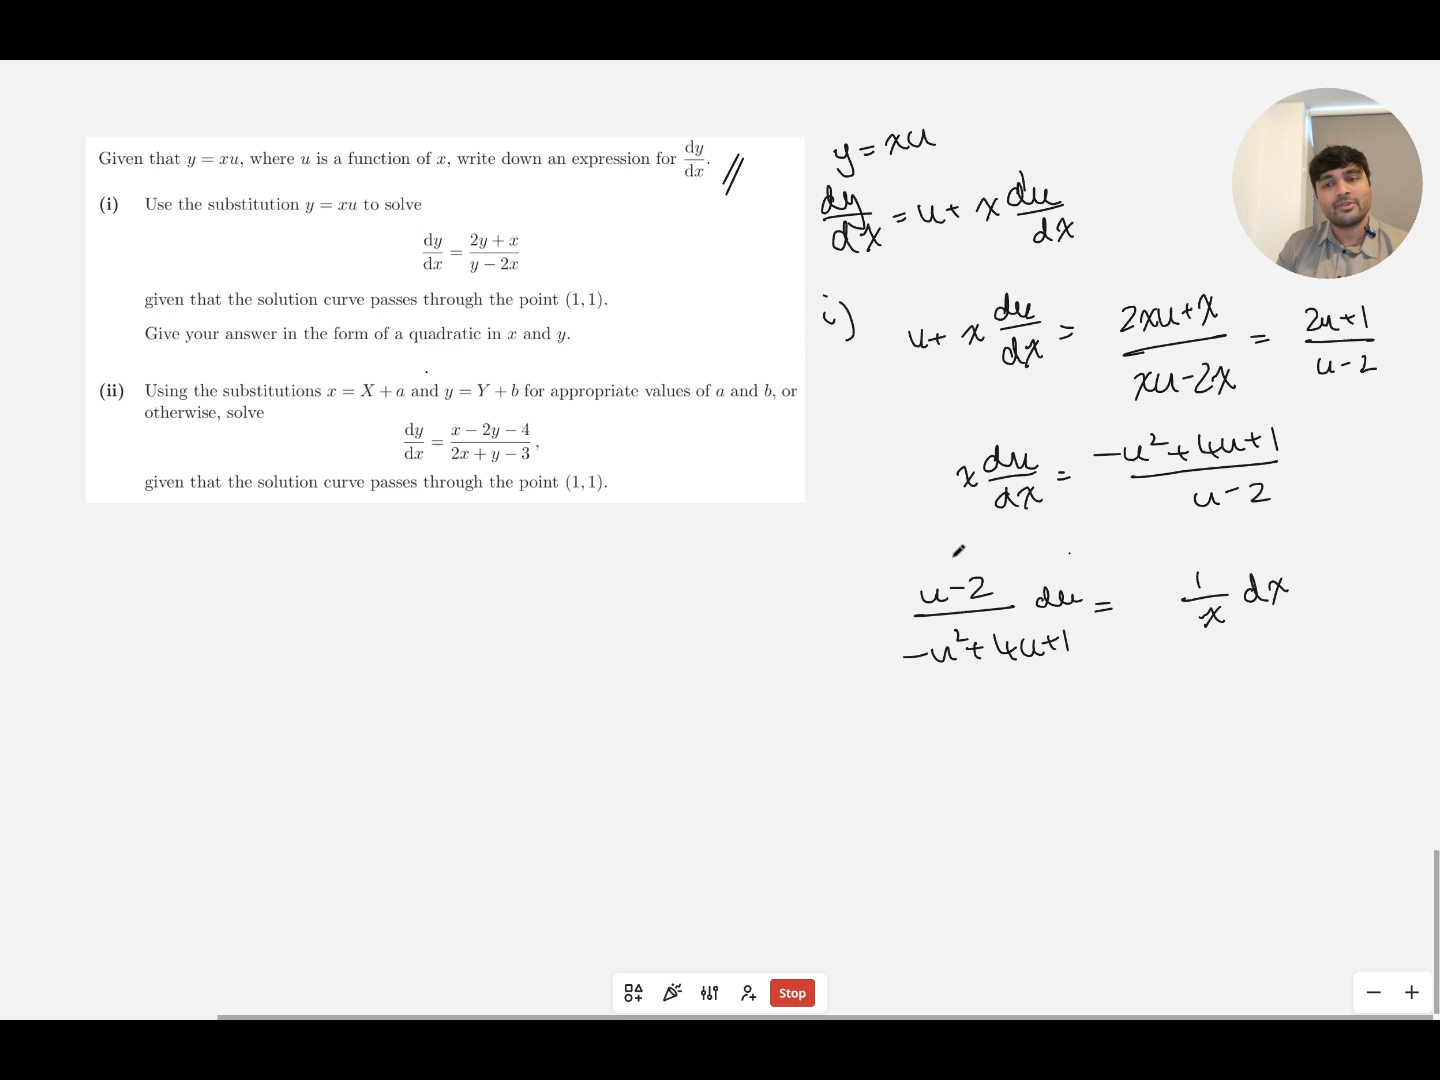 Given that y = xu, where u is a function of x, write down an expression for dy/dx.
(i) Use the substitution y = xu to solve
dy/dx = (2y + x)/(y − 2x)
given that the solution curve passes through the point (1, 1).
Give your answer in the form of a quadratic in x and y.
(ii) Using the substitutions x = X + a and y = Y + b for appropriate values of a and b, or
otherwise, solve
dy/dx = (x − 2y − 4)/(2x + y − 3),
given that the solution curve passes through the point (1, 1).
y = xu
dy/dx = u + x du/dx
i) u + x du/dx = (2xu + x)/(xu - 2x) = (2u + 1)/(u - 2)
x du/dx = (-u² + 4u + 1)/(u - 2)
(u - 2)/(-u² + 4u + 1) du = 1/x dx
Stop